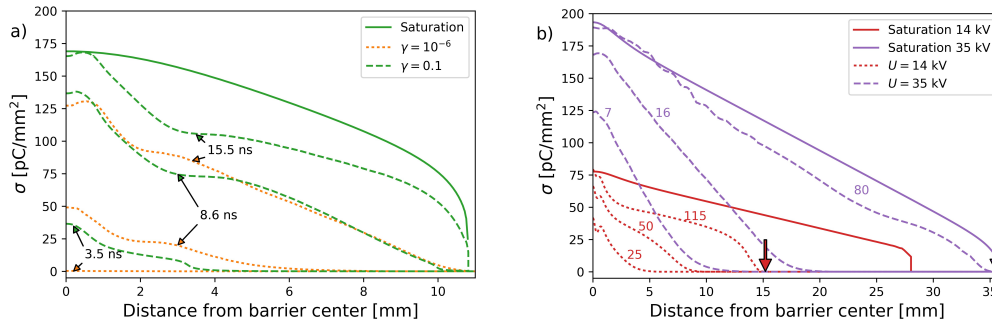 a)
200
175
150
125
100
75
50
25
0
σ [pC/mm²]
Saturation
γ = 10⁻⁶
γ = 0.1
15.5 ns
8.6 ns
3.5 ns
0 2 4 6 8 10
Distance from barrier center [mm]
b)
200
175
150
125
100
75
50
25
0
σ [pC/mm²]
Saturation 14 kV
Saturation 35 kV
U = 14 kV
U = 35 kV
7
16
80
115
50
25
0 5 10 15 20 25 30 35
Distance from barrier center [mm]